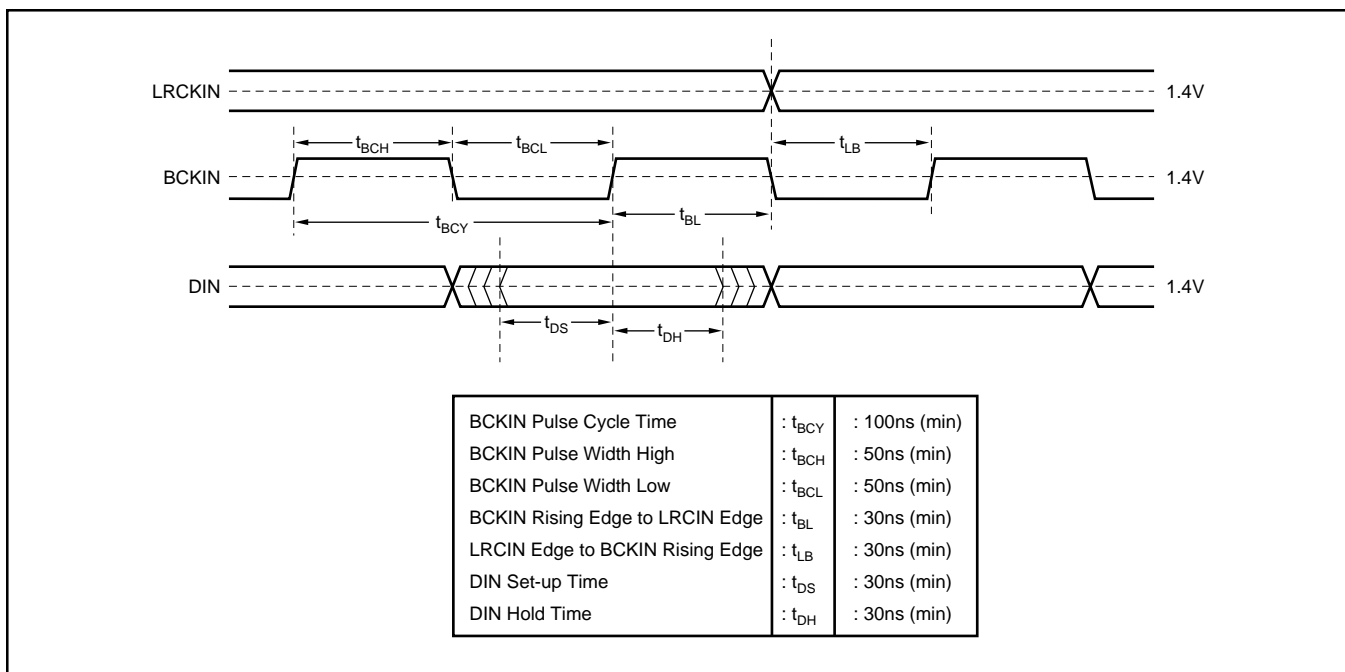 LRCKIN
1.4V
tBCH
tBCL
tLB
BCKIN
1.4V
tBCY
tBL
DIN
1.4V
tDS
tDH
BCKIN Pulse Cycle Time : tBCY : 100ns (min)
BCKIN Pulse Width High : tBCH : 50ns (min)
BCKIN Pulse Width Low : tBCL : 50ns (min)
BCKIN Rising Edge to LRCIN Edge : tBL : 30ns (min)
LRCIN Edge to BCKIN Rising Edge : tLB : 30ns (min)
DIN Set-up Time : tDS : 30ns (min)
DIN Hold Time : tDH : 30ns (min)